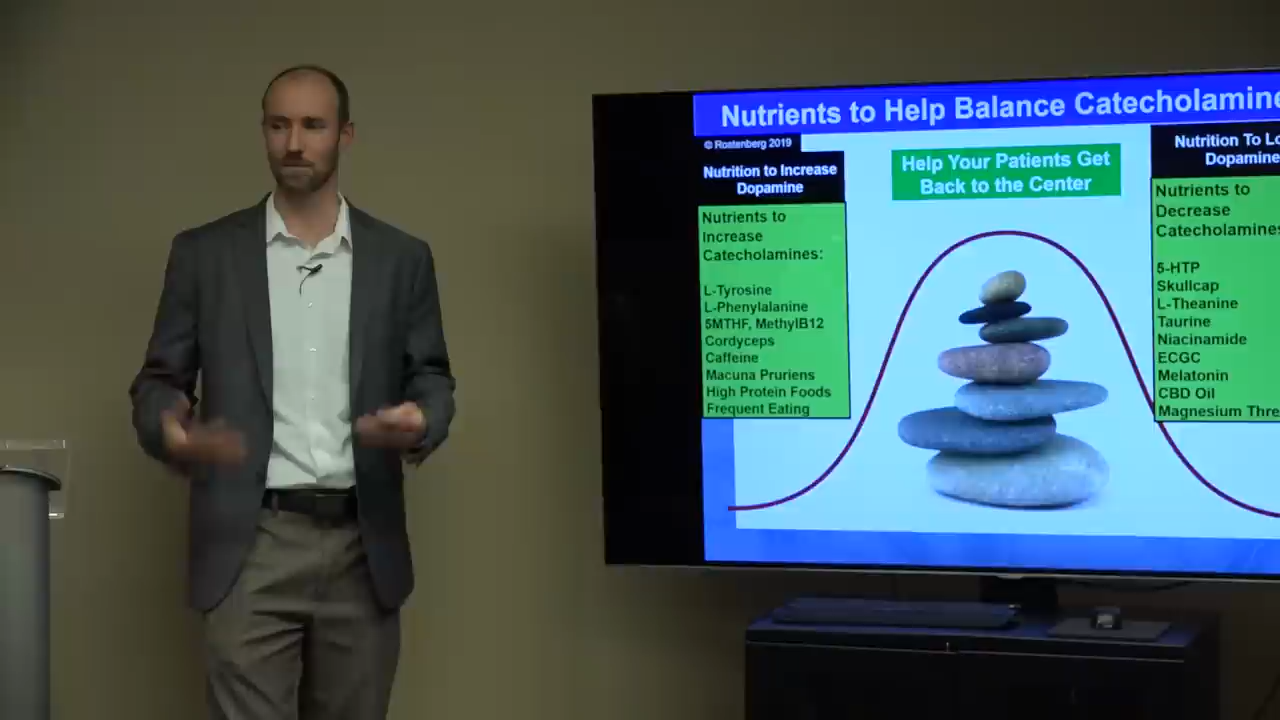 Nutrients to Help Balance Catecholamine
© Rostenberg 2019
Nutrition to Increase
Dopamine
Nutrients to
Increase
Catecholamines:
L-Tyrosine
L-Phenylalanine
5MTHF, MethylB12
Cordyceps
Caffeine
Macuna Pruriens
High Protein Foods
Frequent Eating
Help Your Patients Get
Back to the Center
Nutrition To
Dopamine
Nutrients to
Decrease
Catecholamines
5-HTP
Skullcap
L-Theanine
Taurine
Niacinamide
ECGC
Melatonin
CBD Oil
Magnesium